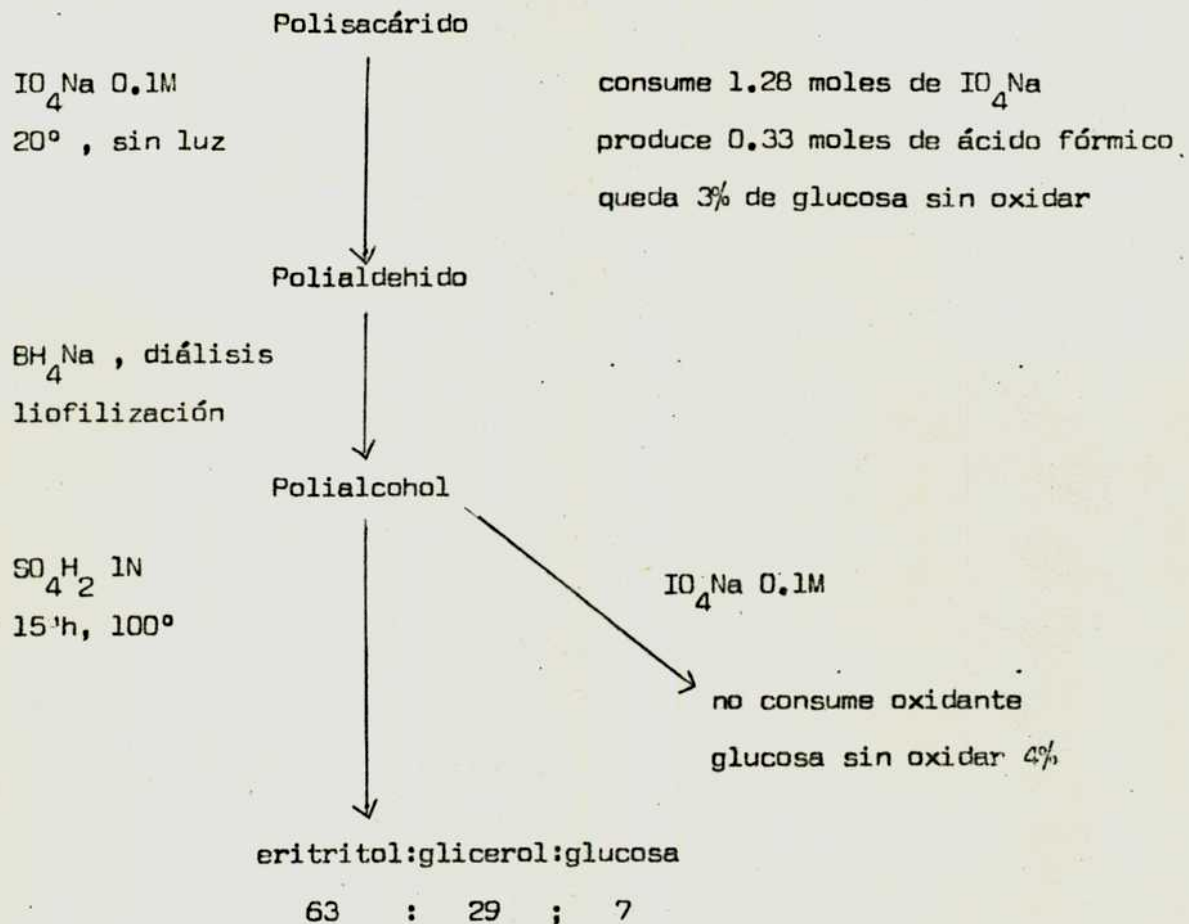 Polisacárido
IO4Na 0.1M
20º , sin luz
consume 1.28 moles de IO4Na
produce 0.33 moles de ácido fórmico
queda 3% de glucosa sin oxidar
Polialdehido
BH4Na , diálisis
liofilización
Polialcohol
SO4H2 1N
15 h, 100º
IO4Na 0.1M
no consume oxidante
glucosa sin oxidar 4%
eritritol:glicerol:glucosa
63 : 29 ; 7